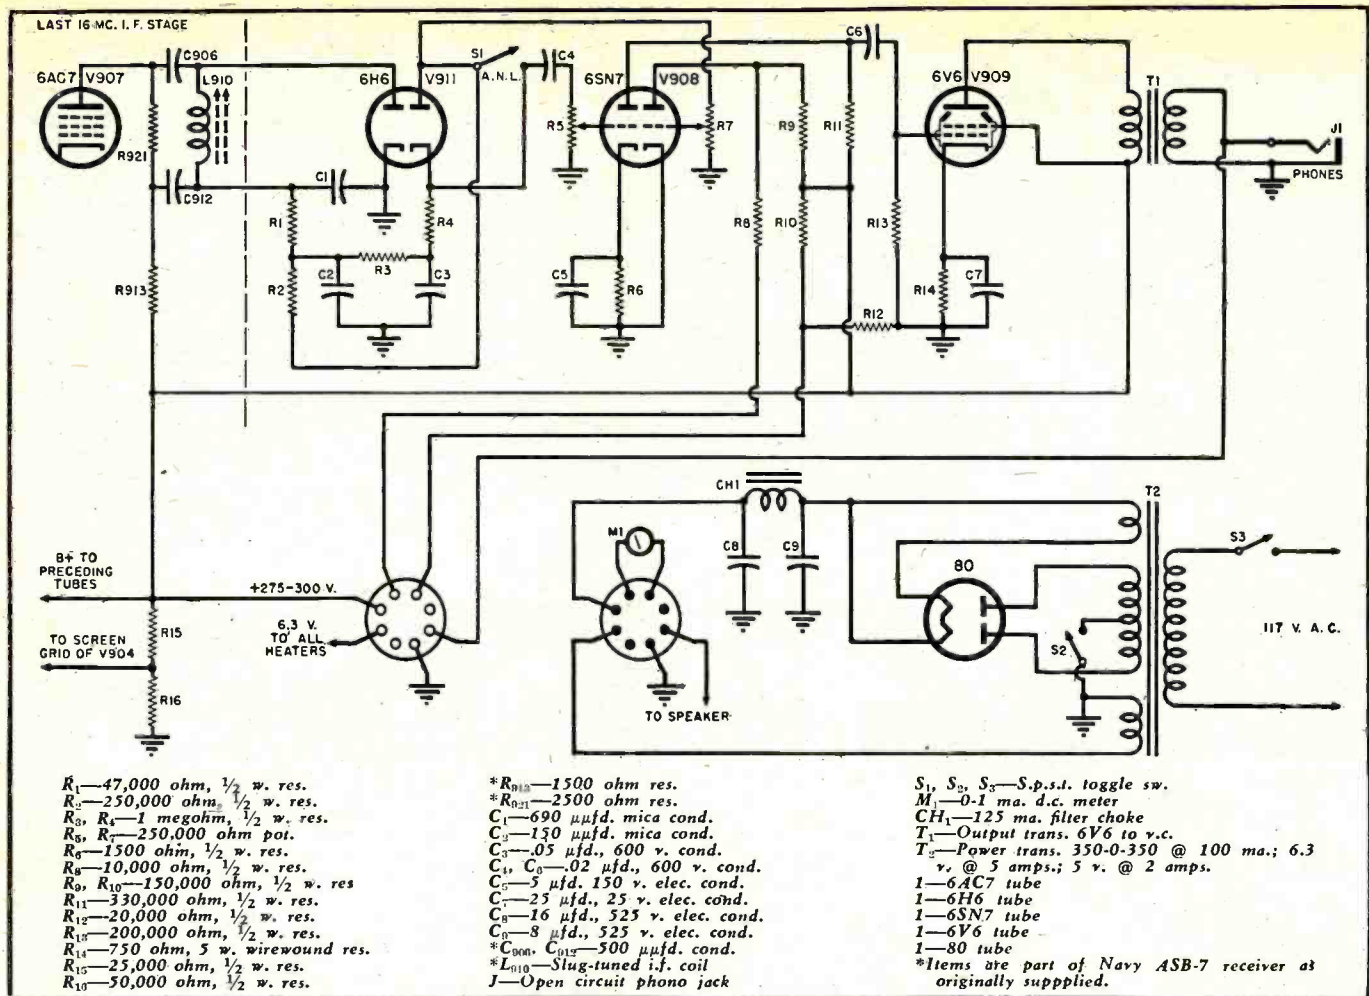 LAST 16 MC. I. F. STAGE
C906
6AC7
V907
L910
R921
C912
R913
6H6
V911
S1
A.N.L.
C4
C1
R1
R4
R3
C2
C3
R2
R5
6SN7
V908
R7
C5
R6
C6
R9
R11
R8
R10
R13
R12
6V6
V909
R14
C7
T1
J1
PHONES
B+ TO
PRECEDING
TUBES
+275-300 V.
6.3 V.
TO ALL
HEATERS
TO SCREEN
GRID OF V904
R15
R16
M1
TO SPEAKER
CH1
C8
C9
80
S2
T2
S3
117 V. A.C.
R₁—47,000 ohm, ½ w. res.
R₂—250,000 ohm, ½ w. res.
R₃, R₄—1 megohm, ½ w. res.
R₅, R₇—250,000 ohm pot.
R₆—1500 ohm, ½ w. res.
R₈—10,000 ohm, ½ w. res.
R₉, R₁₀—150,000 ohm, ½ w. res
R₁₁—330,000 ohm, ½ w. res.
R₁₂—20,000 ohm, ½ w. res.
R₁₃—200,000 ohm, ½ w. res.
R₁₄—750 ohm, 5 w. wirewound res.
R₁₅—25,000 ohm, ½ w. res.
R₁₆—50,000 ohm, ½ w. res.
*R₉₁₃—1500 ohm res.
*R₉₂₁—2500 ohm res.
C₁—690 μμfd. mica cond.
C₂—150 μμfd. mica cond.
C₃—.05 μfd., 600 v. cond.
C₄, C₆—.02 μfd., 600 v. cond.
C₅—5 μfd. 150 v. elec. cond.
C₇—25 μfd., 25 v. elec. cond.
C₈—16 μfd., 525 v. elec. cond.
C₉—8 μfd., 525 v. elec. cond.
*C₉₀₆, C₉₁₂—500 μμfd. cond.
*L₉₁₀—Slug-tuned i.f. coil
J—Open circuit phono jack
S₁, S₂, S₃—S.p.s.t. toggle sw.
M₁—0-1 ma. d.c. meter
CH₁—125 ma. filter choke
T₁—Output trans. 6V6 to v.c.
T₂—Power trans. 350-0-350 @ 100 ma.; 6.3
v. @ 5 amps.; 5 v. @ 2 amps.
1—6AC7 tube
1—6H6 tube
1—6SN7 tube
1—6V6 tube
1—80 tube
*Items are part of Navy ASB-7 receiver as
originally suppplied.